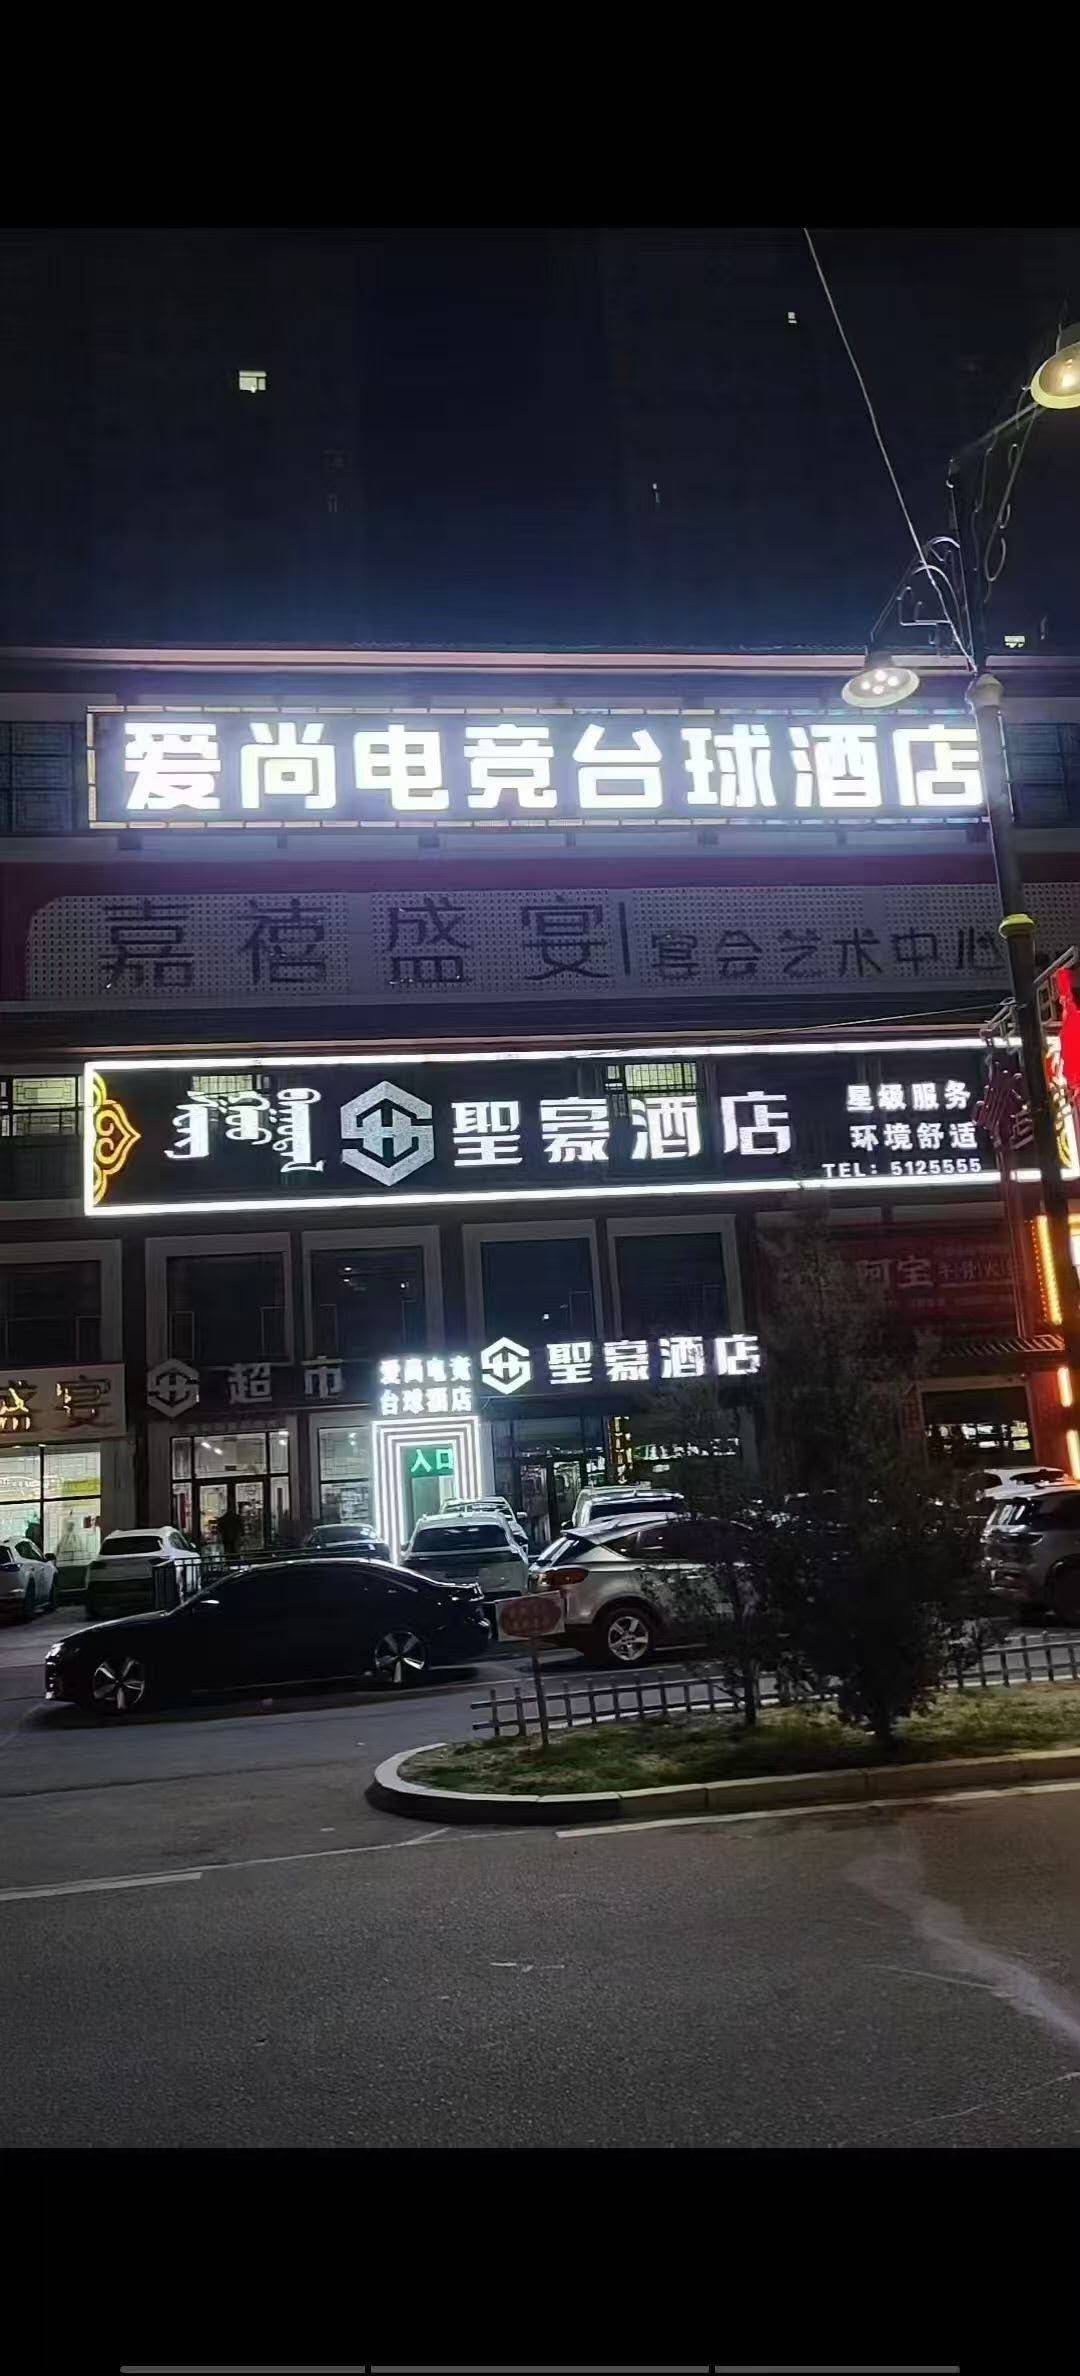 爱尚电竞台球酒店
嘉禧盛宴 宴会艺术中心
聖豪酒店
星级服务
环境舒适
TEL: 5125555
阿宝
盛宴
超市
爱尚电竞
台球酒店
聖豪酒店
入口